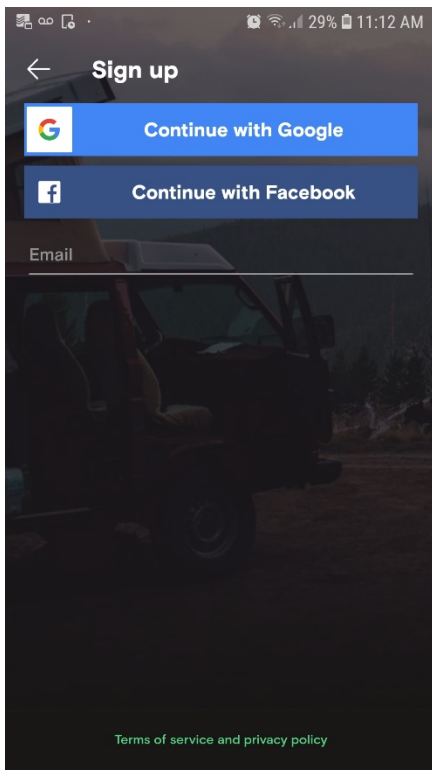 29% 11:12 AM
Sign up
G Continue with Google
f Continue with Facebook
Email
Terms of service and privacy policy